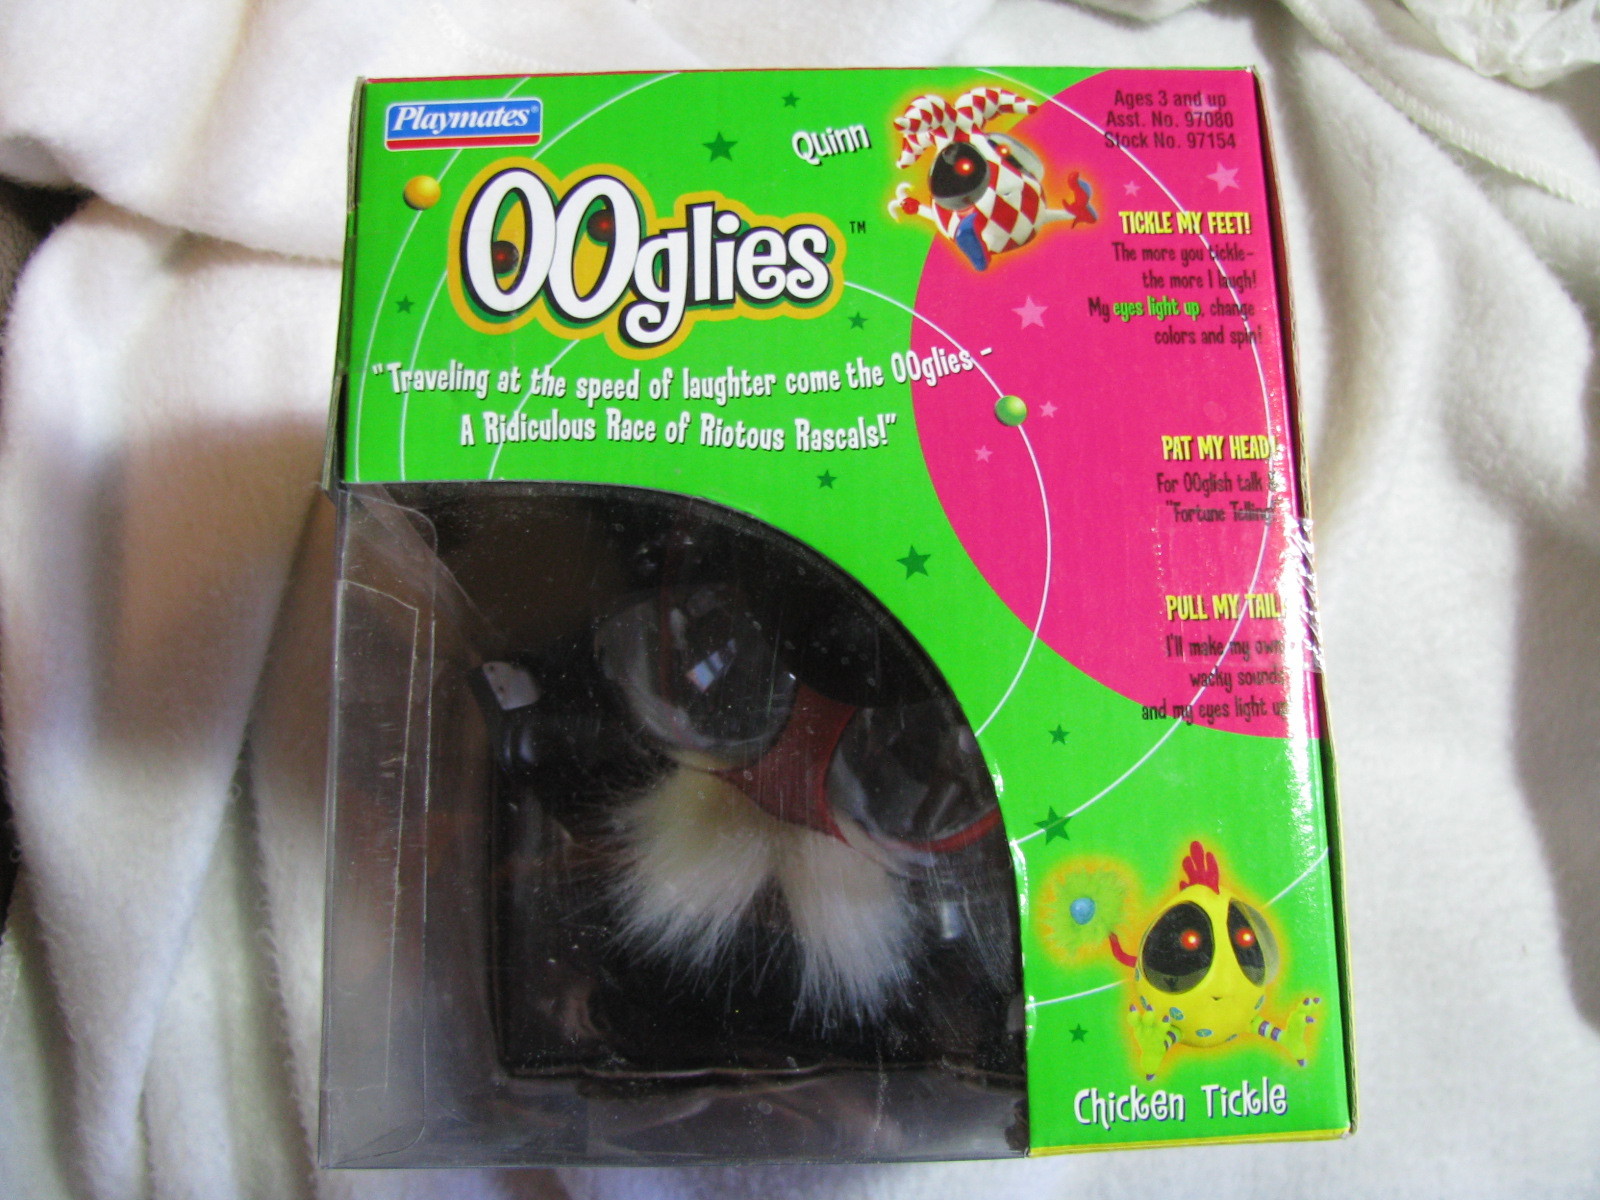 Playmates®
OOglies™
"Traveling at the speed of laughter come the OOglies -
A Ridiculous Race of Riotous Rascals!"
Quinn
Ages 3 and up
Asst. No. 97080
Stock No. 97154
TICKLE MY FEET!
The more you tickle-
the more I laugh!
My eyes light up, change
colors and spin!
PAT MY HEAD!
For OOglish talk &
"Fortune Telling"
PULL MY TAIL!
I'll make my own
wacky sounds
and my eyes light up
Chicken Tickle